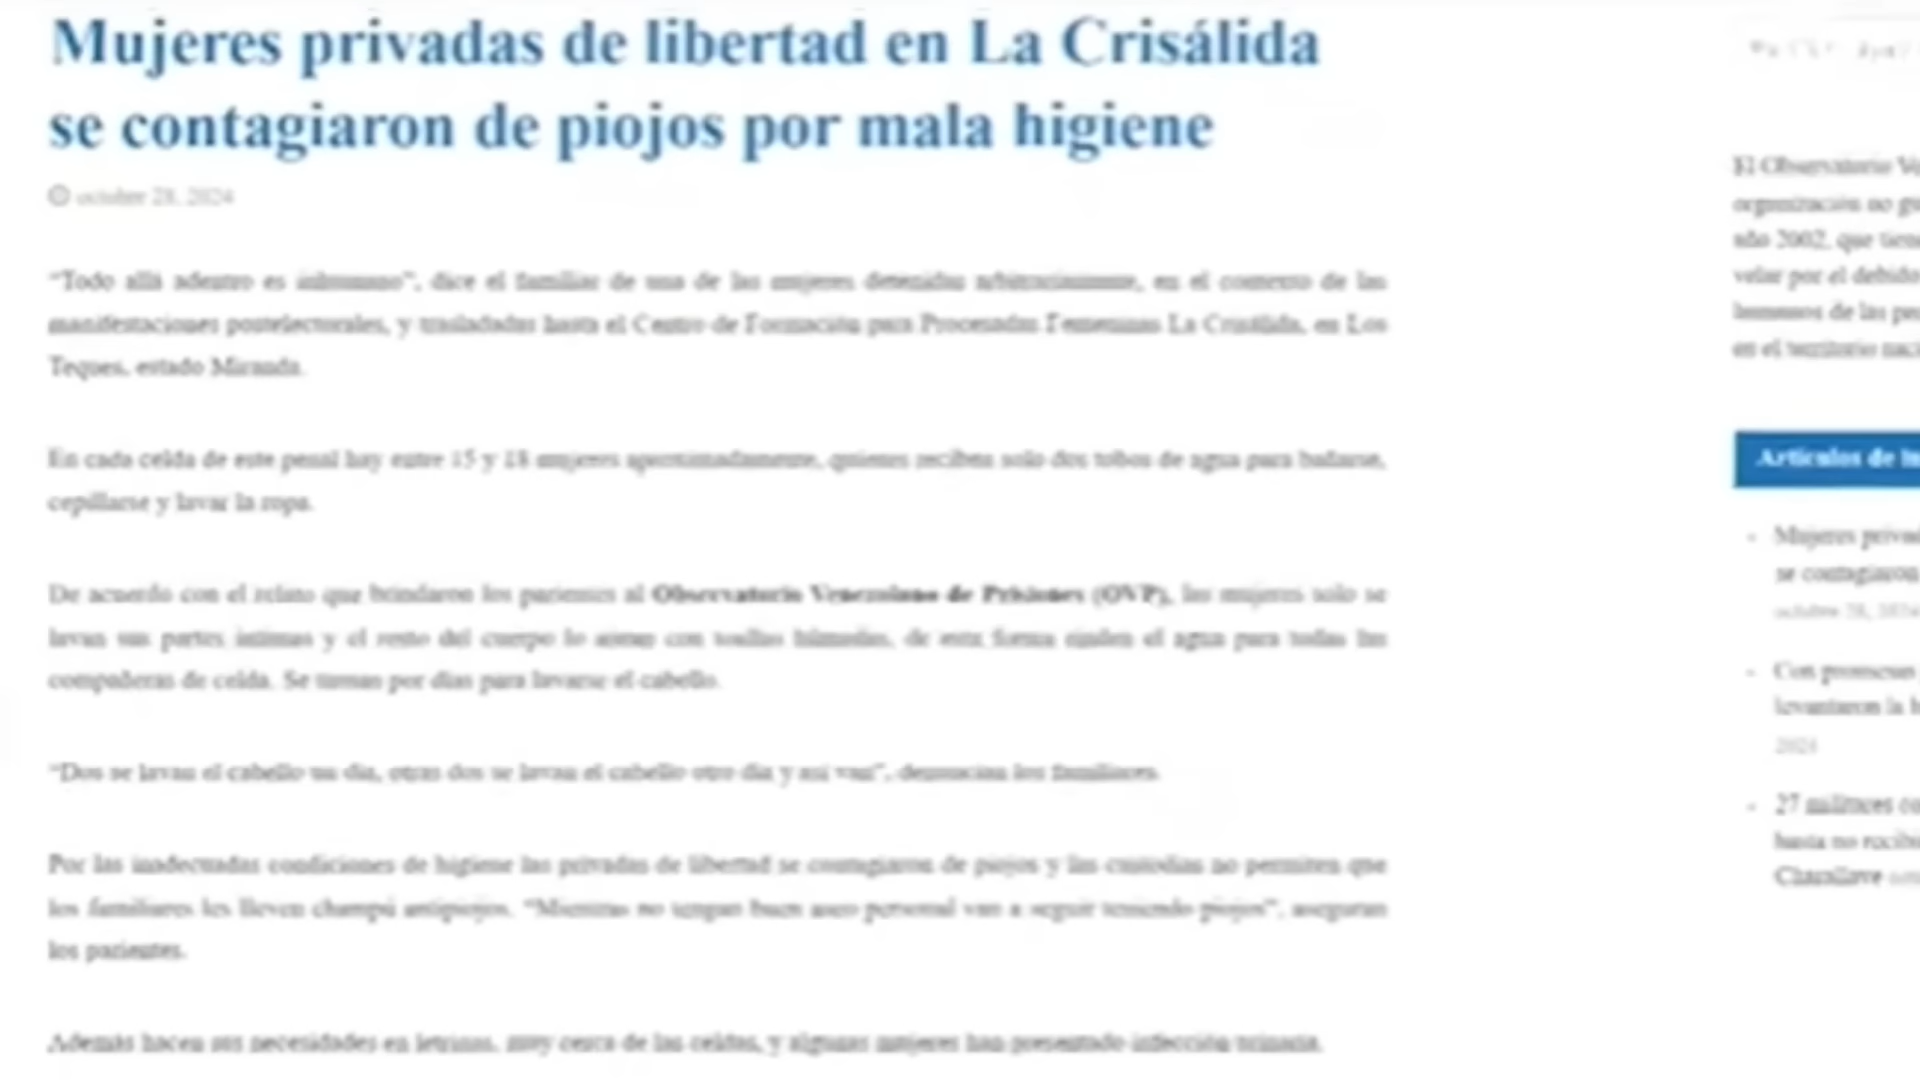 Mujeres privadas de libertad en La Crisálida
se contagiaron de piojos por mala higiene
octubre 28, 2024
“Todo allá adentro es inhumano”, dice el familiar de una de las mujeres detenidas arbitrariamente, en el contexto de las
manifestaciones postelectorales, y trasladadas hasta el Centro de Formación para Procesadas Femeninas La Crisálida, en Los
Teques, estado Miranda.
En cada celda de este penal hay entre 15 y 18 mujeres aproximadamente, quienes reciben solo dos tobos de agua para bañarse,
cepillarse y lavar la ropa.
De acuerdo con el relato que brindaron los parientes al Observatorio Venezolano de Prisiones (OVP), las mujeres solo se
lavan sus partes íntimas y el resto del cuerpo lo asean con toallas húmedas, de esta forma rinden el agua para todas las
compañeras de celda. Se turnan por días para lavarse el cabello.
“Dos se lavan el cabello un día, otras dos se lavan el cabello otro día y así van”, denuncian los familiares.
Por las inadecuadas condiciones de higiene las privadas de libertad se contagiaron de piojos y las custodias no permiten que
los familiares les lleven champú antipiojos. “Mientras no tengan buen aseo personal van a seguir teniendo piojos”, aseguran
los parientes.
Además hacen sus necesidades en letrinas, muy cerca de las celdas, y algunas mujeres han presentado infección urinaria.
El Observatorio Ve
organización no gu
año 2002, que tiene
velar por el debido
humanos de las pe
en el territorio naci
Artículos de in
- Mujeres privad
se contagiaron
octubre 28, 2024
- Con promesas
levantaron la h
2024
- 27 militares co
hasta no recibi
Charallave